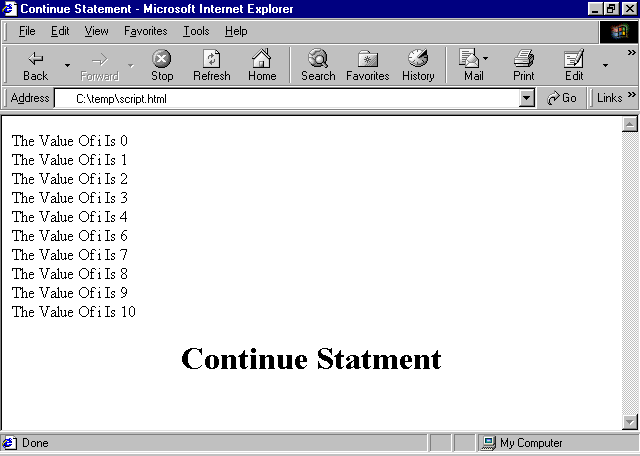 Continue Statement - Microsoft Internet Explorer
File Edit View Favorites Tools Help
Back Forward Stop Refresh Home Search Favorites History Mail Print Edit
Address C:\temp\script.html Go Links
The Value Of i Is 0
The Value Of i Is 1
The Value Of i Is 2
The Value Of i Is 3
The Value Of i Is 4
The Value Of i Is 6
The Value Of i Is 7
The Value Of i Is 8
The Value Of i Is 9
The Value Of i Is 10
Continue Statment
Done My Computer